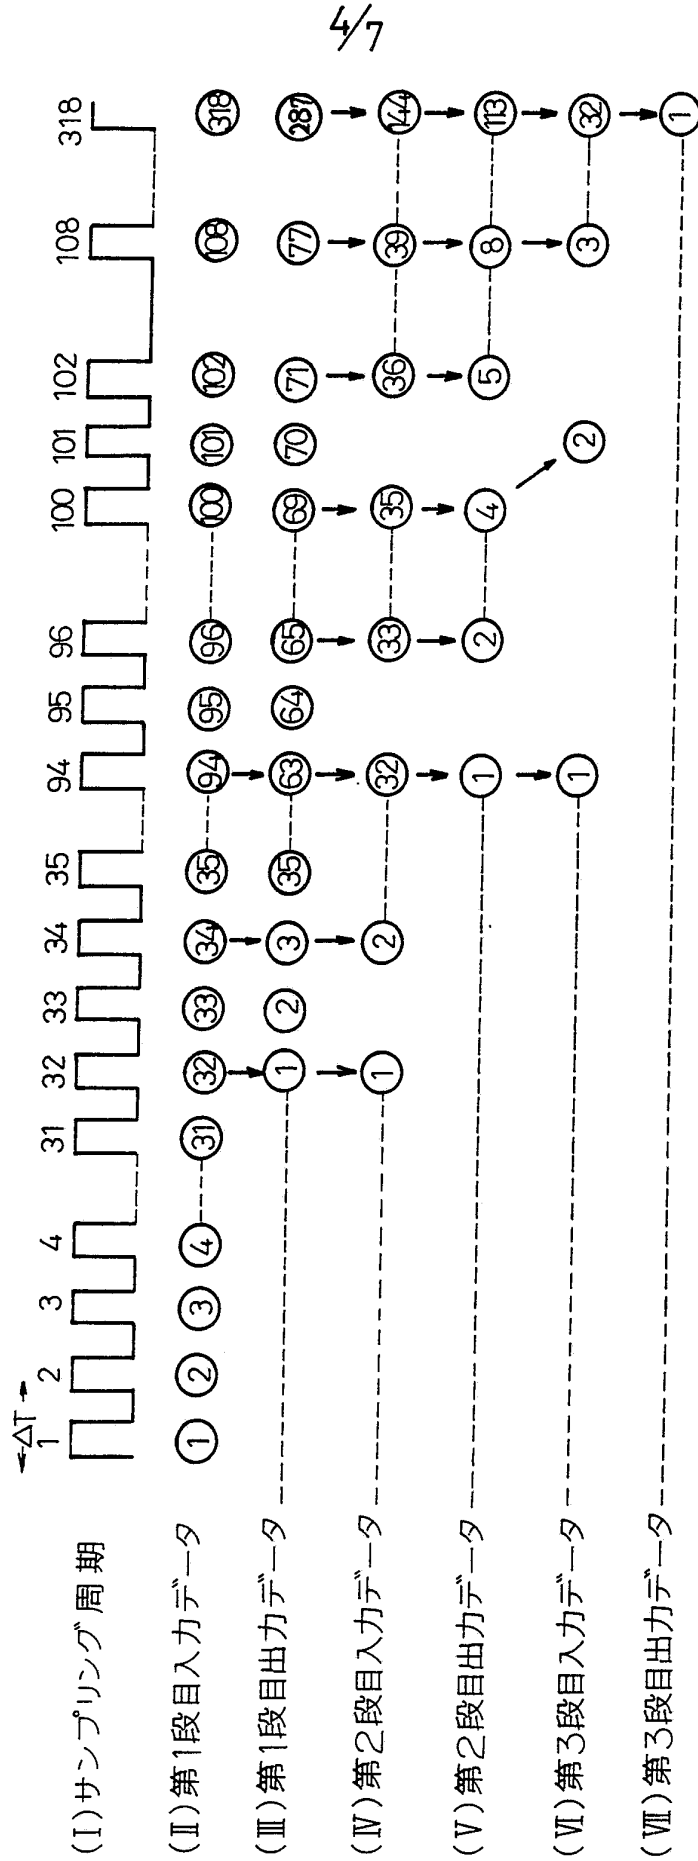 4/7
←ΔT→
(Ⅰ)サンプリング周期 1 2 3 4 31 32 33 34 35 94 95 96 100 101 102 108 318
(Ⅱ)第1段目入力データ ① ② ③ ④ ㉛ ㉜ ㉝ ㉞ ㉟ 94 95 96 100 101 102 108 318
(Ⅲ)第1段目出力データ ① ② ③ ㉟ 63 64 65 69 70 71 77 287
(Ⅳ)第2段目入力データ ① ② ㉜ ㉝ ㉟ ㊱ ㊴ 144
(Ⅴ)第2段目出力データ ① ② ④ ⑤ ⑧ 113
(Ⅵ)第3段目入力データ ① ② ③ ㉜
(Ⅶ)第3段目出力データ ①